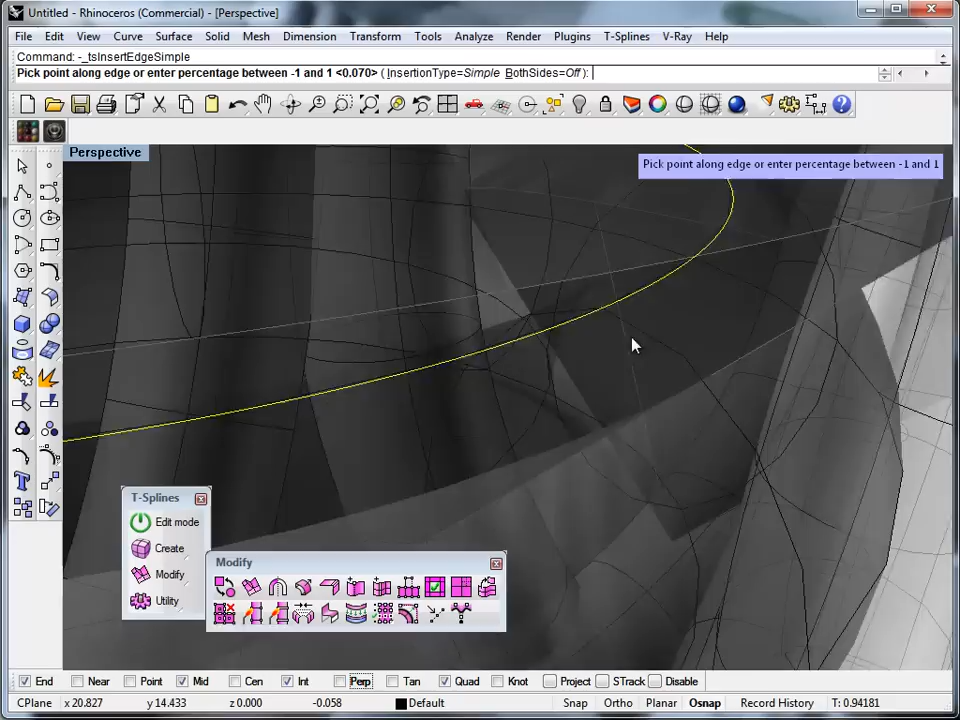 Untitled - Rhinoceros (Commercial) - [Perspective]
File Edit View Curve Surface Solid Mesh Dimension Transform Tools Analyze Render Plugins T-Splines V-Ray Help
Command: -_tsInsertEdgeSimple
Pick point along edge or enter percentage between -1 and 1 <0.070> ( InsertionType=Simple BothSides=Off):
Perspective
Pick point along edge or enter percentage between -1 and 1
T-Splines
Edit mode
Create
Modify
Utility
Modify
End Near Point Mid Cen Int Perp Tan Quad Knot Project STrack Disable
CPlane x 20.827 y 14.433 z 0.000 -0.058 Default Snap Ortho Planar Osnap Record History T: 0.94181